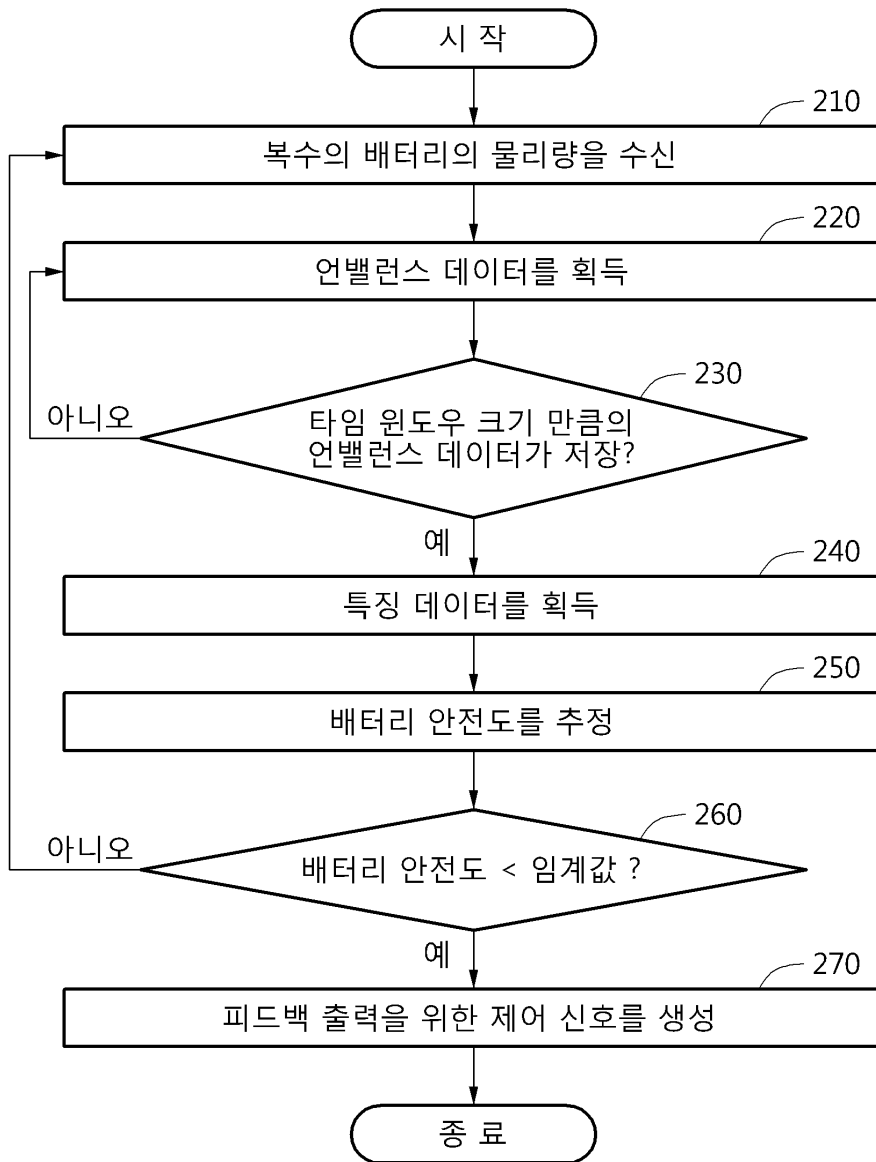 시 작
210
복수의 배터리의 물리량을 수신
220
언밸런스 데이터를 획득
230
아니오
타임 윈도우 크기 만큼의
언밸런스 데이터가 저장?
예
240
특징 데이터를 획득
250
배터리 안전도를 추정
260
아니오
배터리 안전도 < 임계값 ?
예
270
피드백 출력을 위한 제어 신호를 생성
종 료